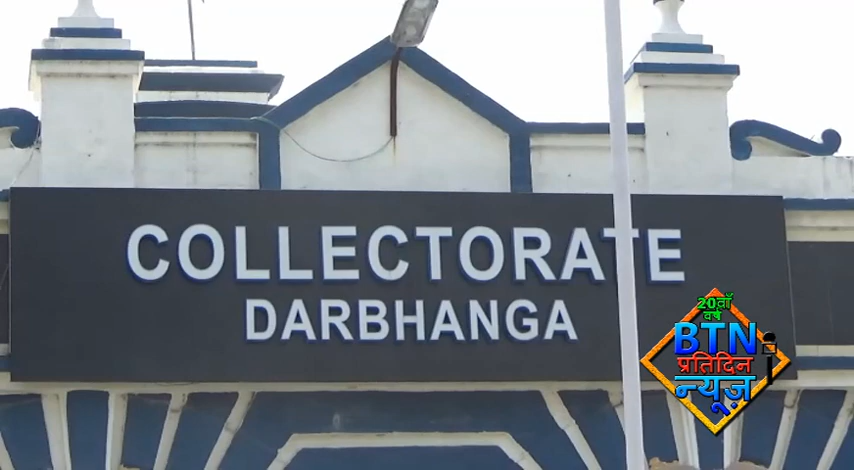 COLLECTORATE
DARBHANGA
20वाँ
वर्ष
BTN
प्रतिदिन
न्यूज़